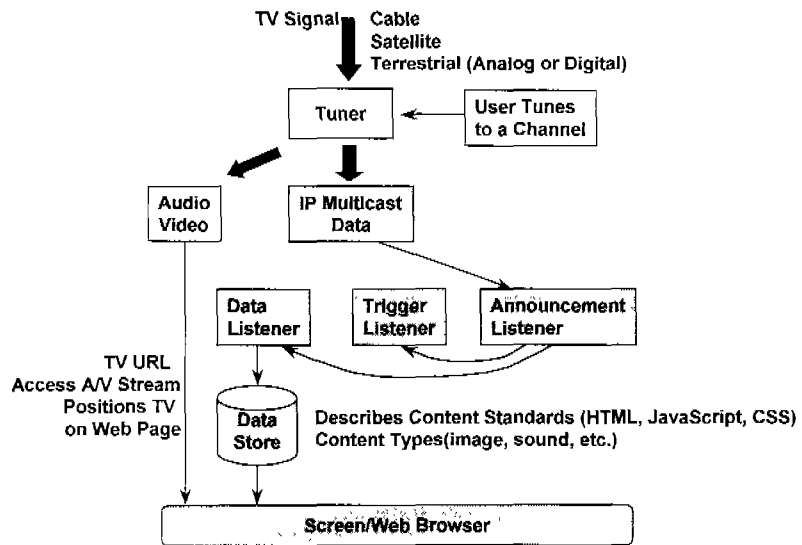 TV Signal
Cable
Satellite
Terrestrial (Analog or Digital)
Tuner
User Tunes
to a Channel
Audio
Video
IP Multicast
Data
Data
Listener
Trigger
Listener
Announcement
Listener
TV URL
Access A/V Stream
Positions TV
on Web Page
Data
Store
Describes Content Standards (HTML, JavaScript, CSS)
Content Types(image, sound, etc.)
Screen/Web Browser